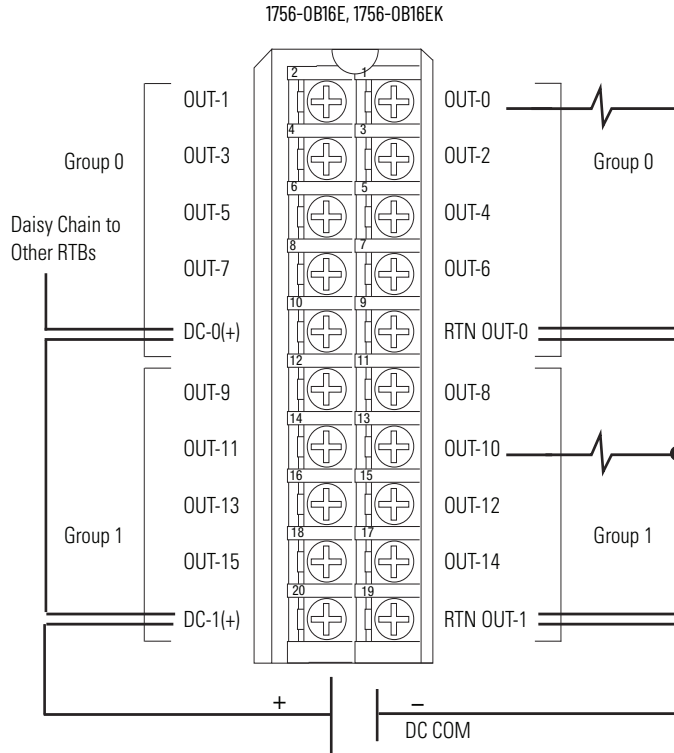 1756-OB16E, 1756-OB16EK
2 1
OUT-1 OUT-0
4 3
Group 0 OUT-3 OUT-2 Group 0
6 5
OUT-5 OUT-4
Daisy Chain to
Other RTBs
8 7
OUT-7 OUT-6
10 9
DC-0(+) RTN OUT-0
12 11
OUT-9 OUT-8
14 13
OUT-11 OUT-10
16 15
OUT-13 OUT-12
Group 1 Group 1
18 17
OUT-15 OUT-14
20 19
DC-1(+) RTN OUT-1
+ –
DC COM